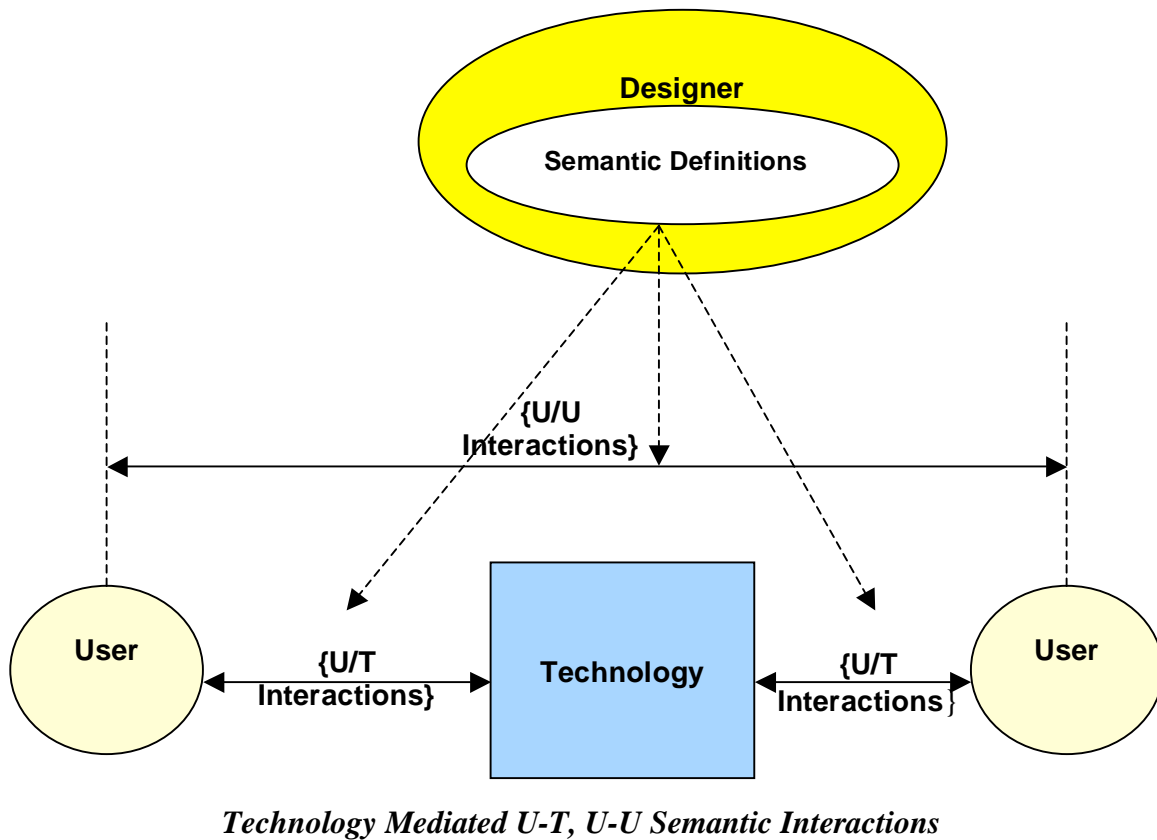 Designer
Semantic Definitions
{U/U
Interactions}
User
{U/T
Interactions}
Technology
{U/T
Interactions}
User
Technology Mediated U-T, U-U Semantic Interactions